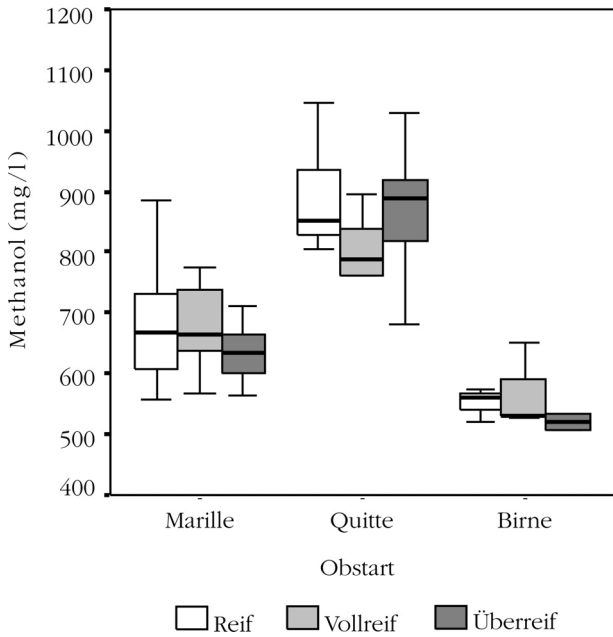 1200
1100
1000
900
800
700
600
500
400
Methanol (mg/l)
Marille Quitte Birne
Obstart
Reif Vollreif Überreif